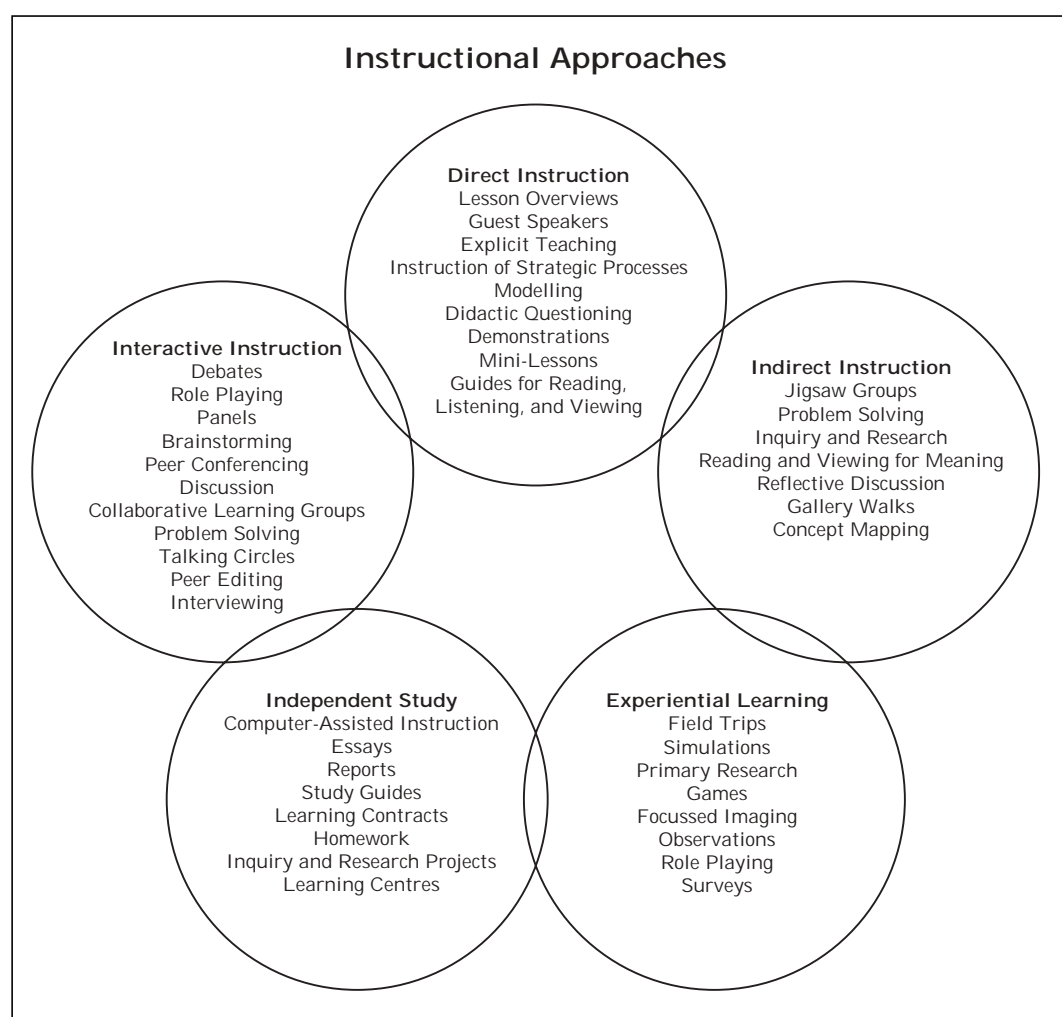 Instructional Approaches
Direct Instruction
Lesson Overviews
Guest Speakers
Explicit Teaching
Instruction of Strategic Processes
Modelling
Didactic Questioning
Demonstrations
Mini-Lessons
Guides for Reading,
Listening, and Viewing
Interactive Instruction
Debates
Role Playing
Panels
Brainstorming
Peer Conferencing
Discussion
Collaborative Learning Groups
Problem Solving
Talking Circles
Peer Editing
Interviewing
Indirect Instruction
Jigsaw Groups
Problem Solving
Inquiry and Research
Reading and Viewing for Meaning
Reflective Discussion
Gallery Walks
Concept Mapping
Independent Study
Computer-Assisted Instruction
Essays
Reports
Study Guides
Learning Contracts
Homework
Inquiry and Research Projects
Learning Centres
Experiential Learning
Field Trips
Simulations
Primary Research
Games
Focussed Imaging
Observations
Role Playing
Surveys